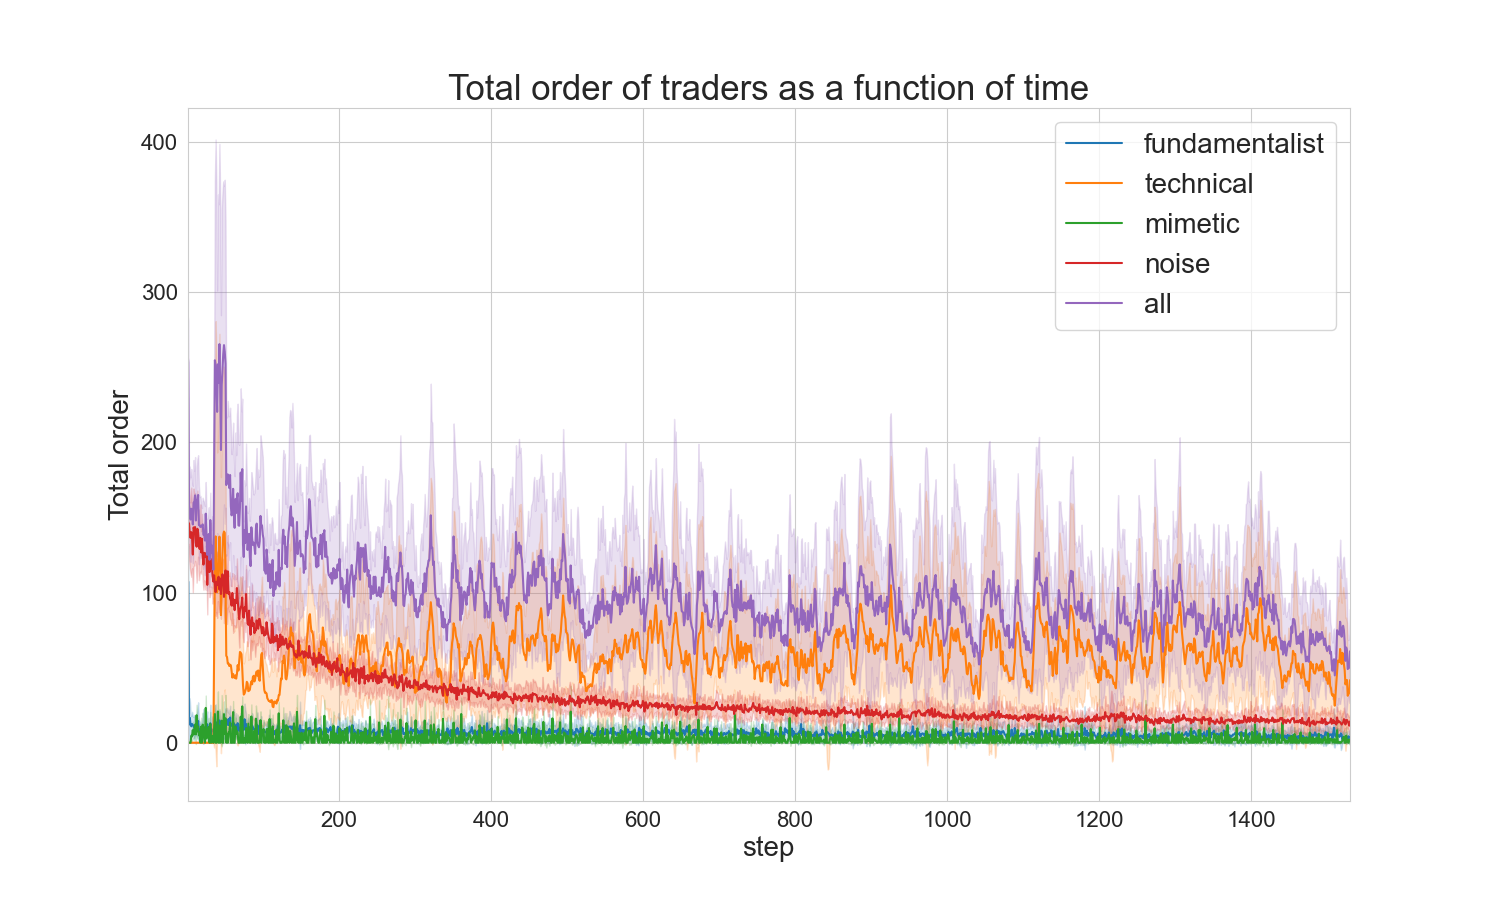 Total order of traders as a function of time
fundamentalist
technical
mimetic
noise
all
400
300
200
100
0
Total order
200
400
600
800
1000
1200
1400
step